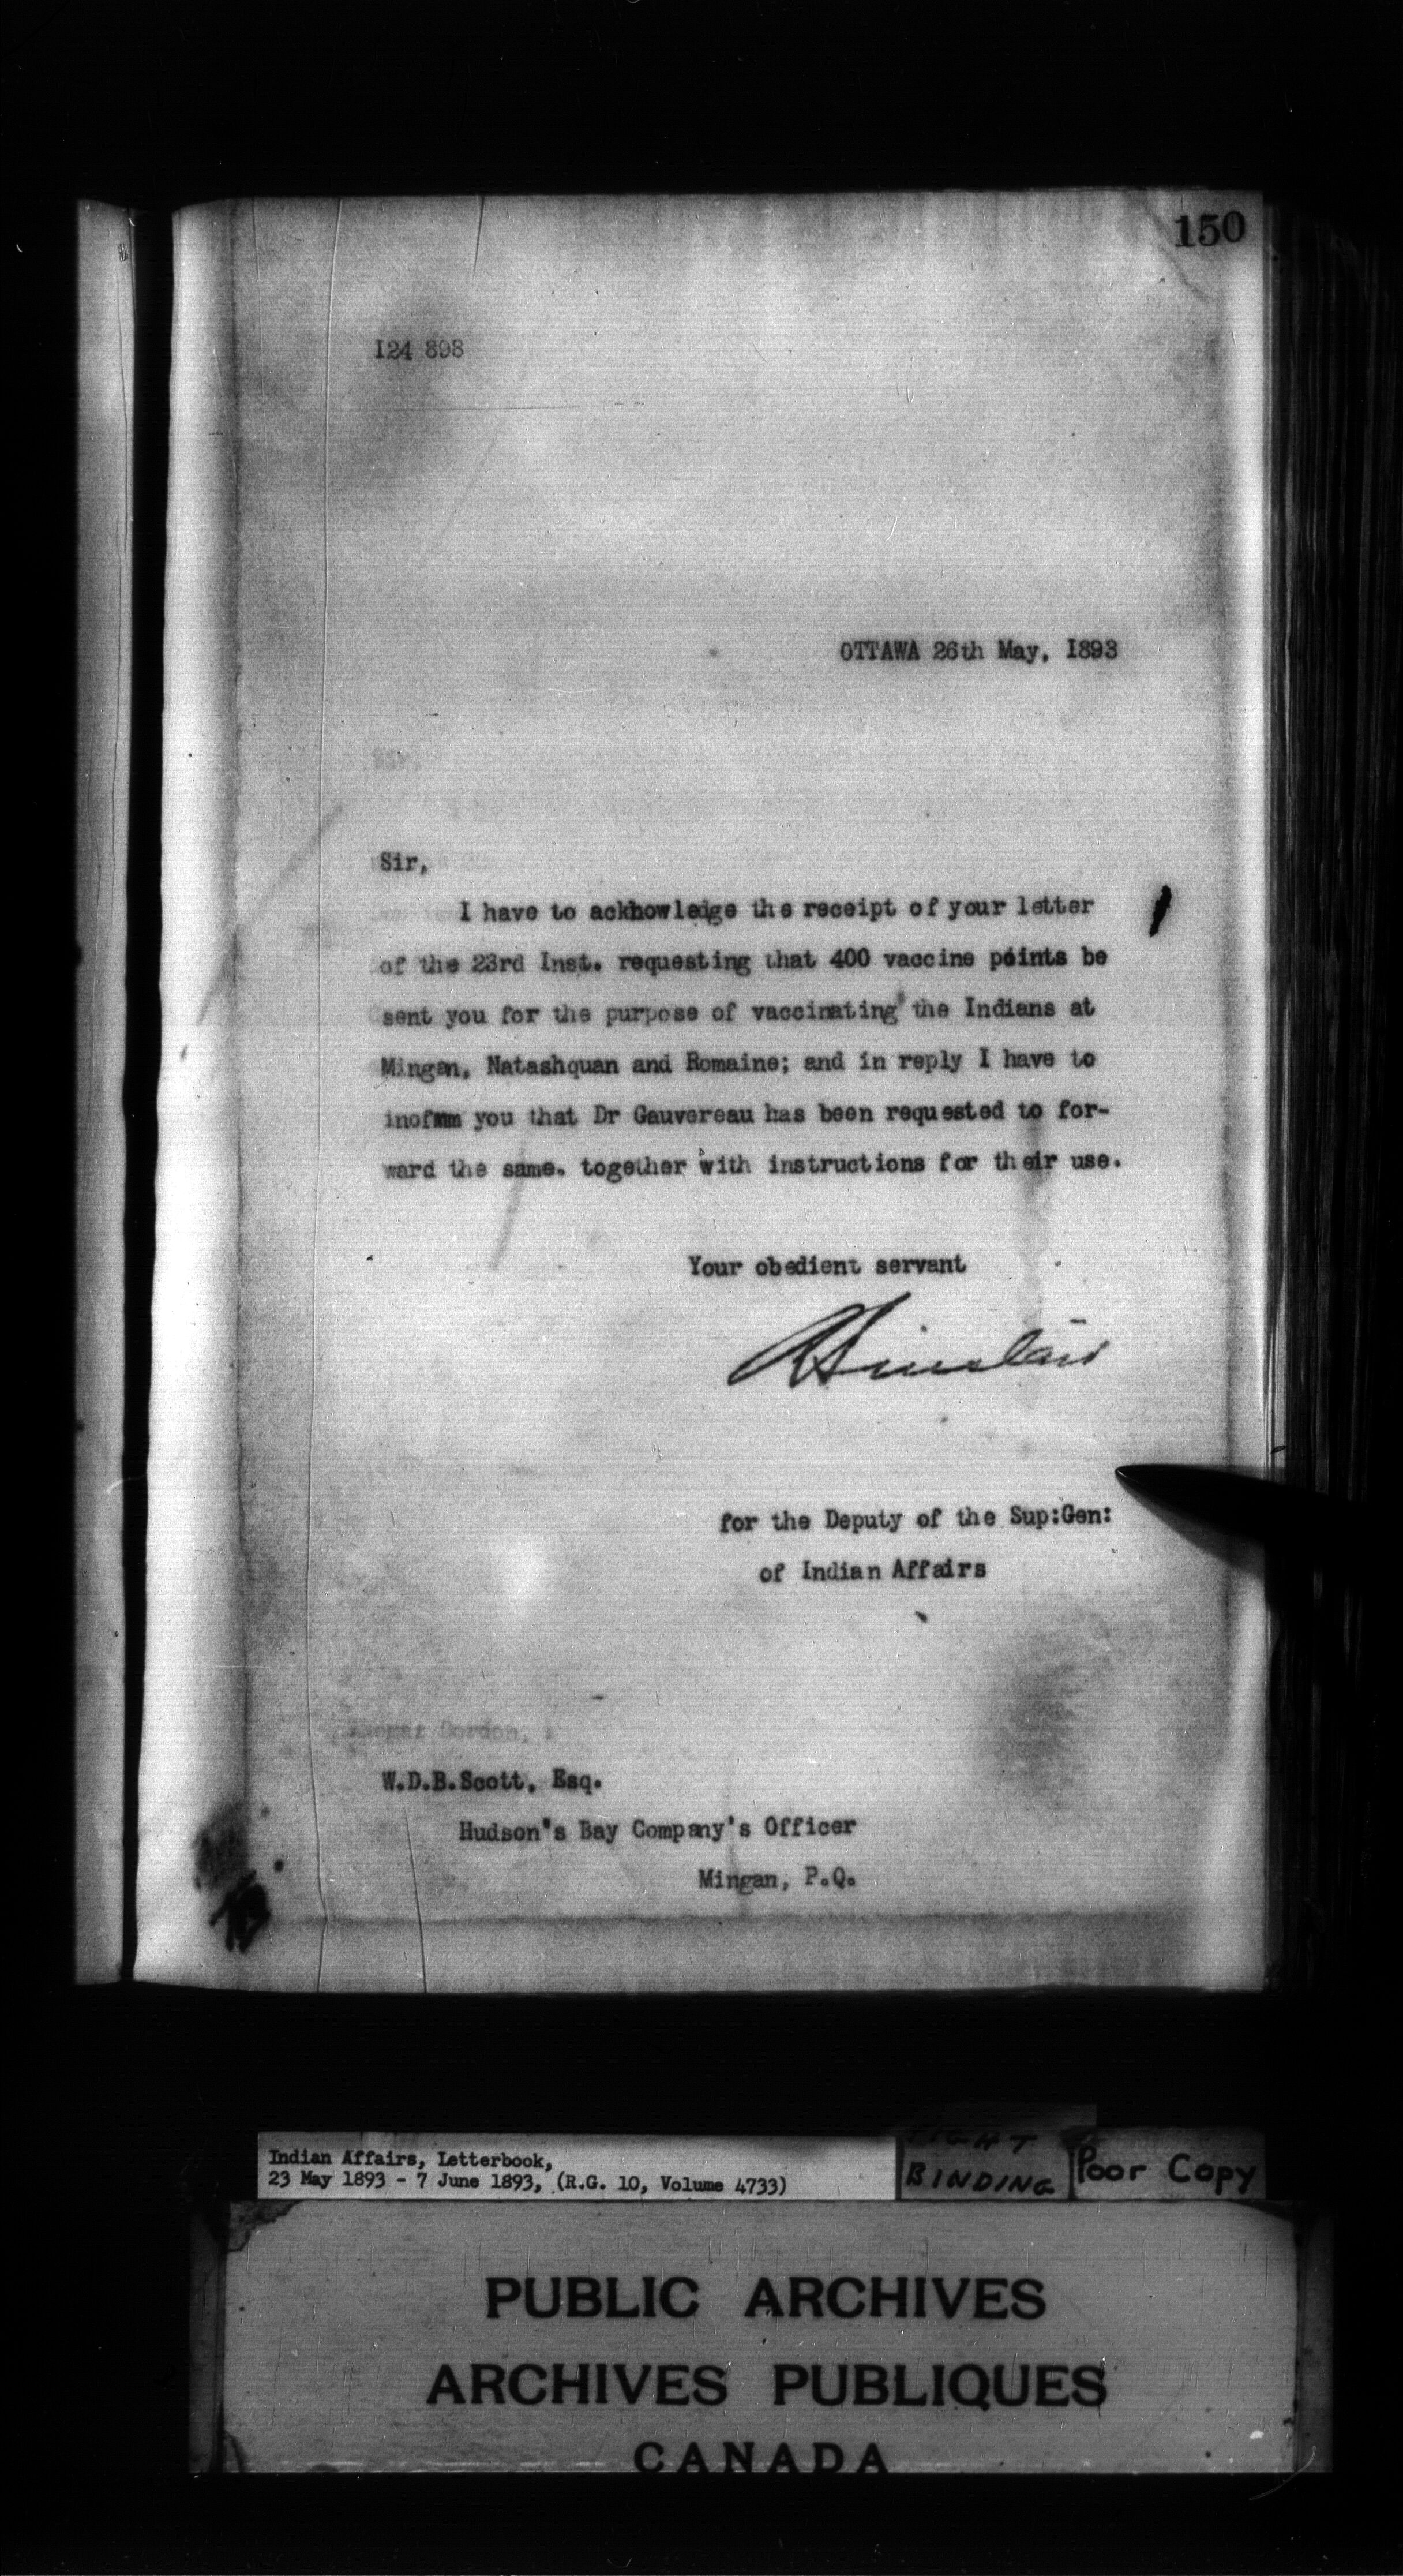 150
124 898
OTTAWA 26th May, 1893
Sir,
Sir,
I have to acknowledge the receipt of your letter
of the 23rd Inst. requesting that 400 vaccine points be
sent you for the purpose of vaccinating the Indians at
Mingan, Natashquan and Romaine; and in reply I have to
inofmm you that Dr Gauvereau has been requested to for-
ward the same. together with instructions for their use.
Your obedient servant
for the Deputy of the Sup:Gen:
of Indian Affairs
Gordon,
W.D.B.Scott, Esq.
Hudson's Bay Company's Officer
Mingan, P.Q.
Indian Affairs, Letterbook,
23 May 1893 - 7 June 1893, (R.G. 10, Volume 4733)
BINDING
Poor Copy
PUBLIC ARCHIVES
ARCHIVES PUBLIQUES
CANADA